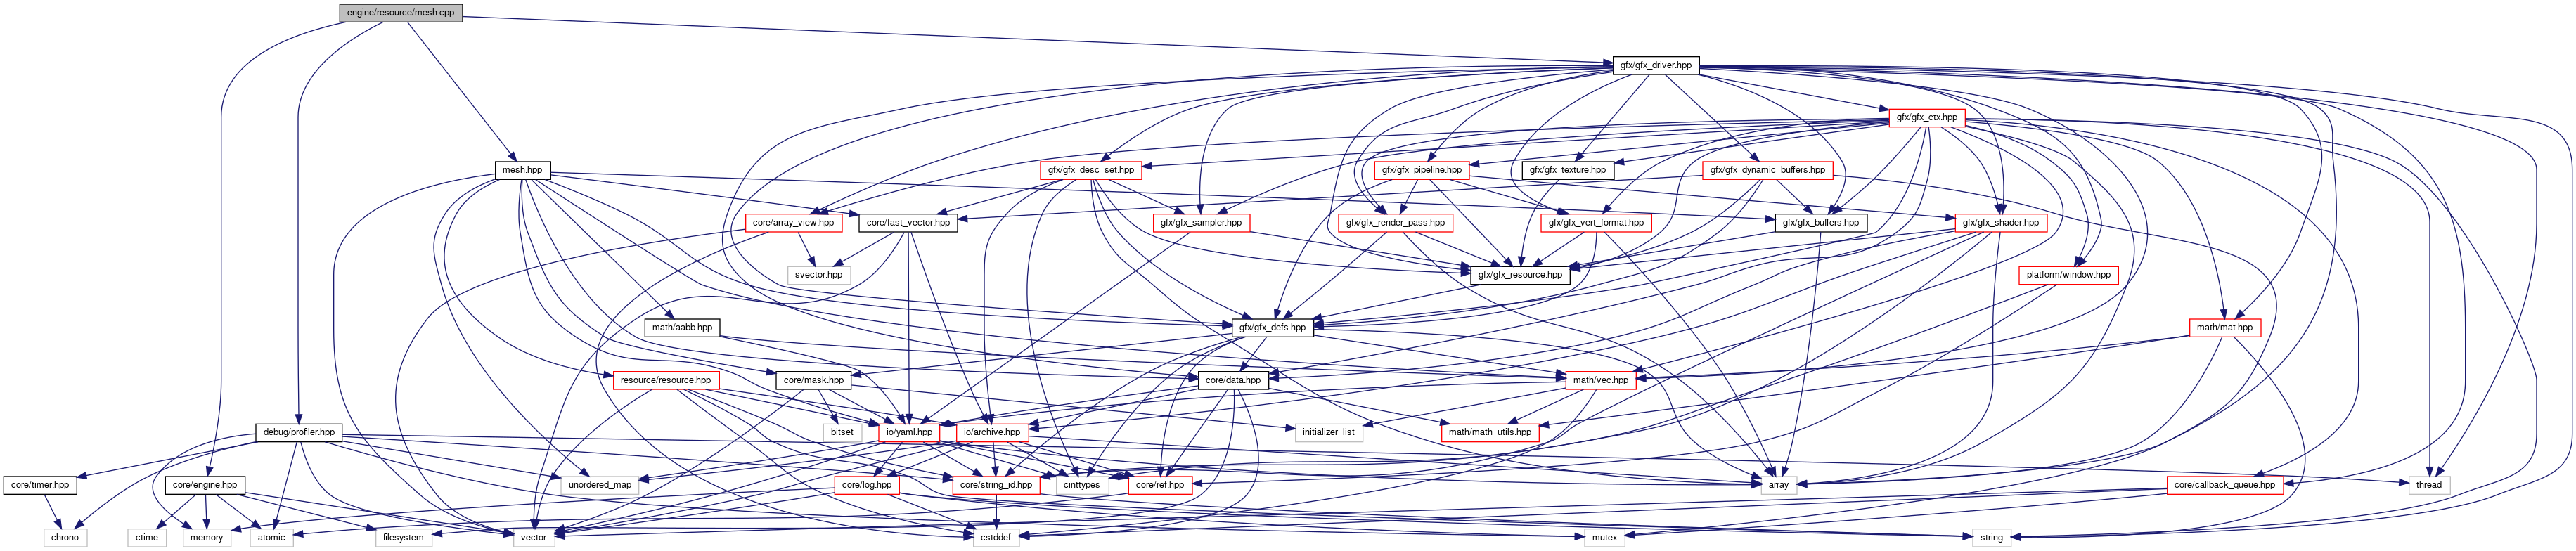 engine/resource/mesh.cpp
gfx/gfx_driver.hpp
gfx/gfx_ctx.hpp
mesh.hpp
gfx/gfx_desc_set.hpp
gfx/gfx_pipeline.hpp
gfx/gfx_texture.hpp
gfx/gfx_dynamic_buffers.hpp
core/array_view.hpp
core/fast_vector.hpp
gfx/gfx_sampler.hpp
gfx/gfx_render_pass.hpp
gfx/gfx_vert_format.hpp
gfx/gfx_buffers.hpp
gfx/gfx_shader.hpp
svector.hpp
gfx/gfx_resource.hpp
platform/window.hpp
math/aabb.hpp
gfx/gfx_defs.hpp
math/mat.hpp
resource/resource.hpp
core/mask.hpp
core/data.hpp
math/vec.hpp
debug/profiler.hpp
bitset
io/yaml.hpp
io/archive.hpp
initializer_list
math/math_utils.hpp
core/timer.hpp
core/engine.hpp
unordered_map
core/log.hpp
core/string_id.hpp
cinttypes
core/ref.hpp
array
core/callback_queue.hpp
thread
chrono
ctime
memory
atomic
filesystem
vector
cstddef
mutex
string